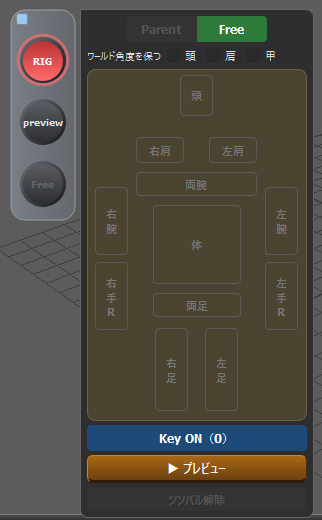 RIG
preview
Free
Parent Free
ワールド角度を保つ 頭 肩 甲
頭
右肩 左肩
両腕
右腕
体
左腕
右手R
左手R
両足
右足
左足
Key ON（0）
▶ プレビュー
ジンバル解除